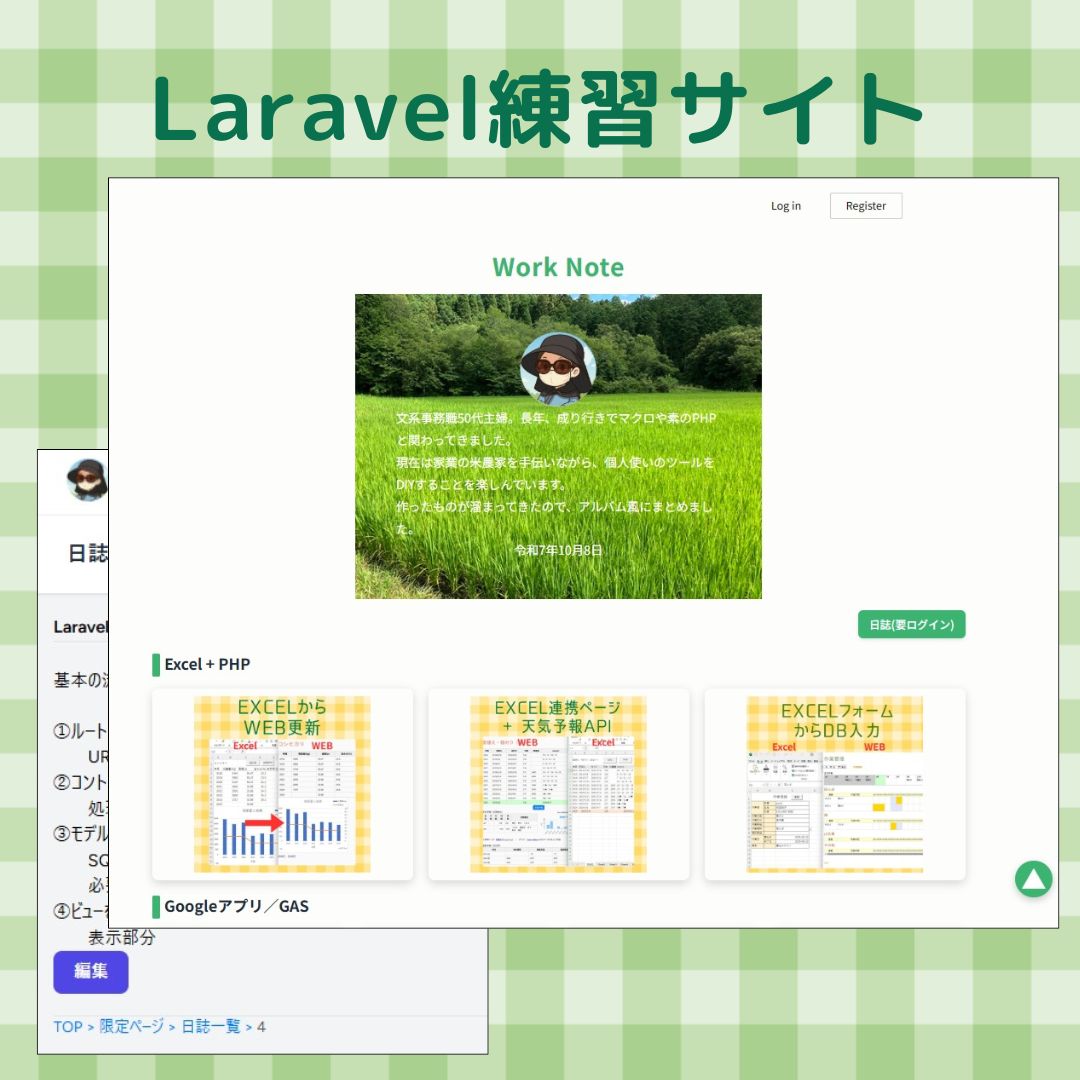 Laravel練習サイト
Log in
Register
Work Note
文系事務職50代主婦。長年、成り行きでマクロや素のPHP
と関わってきました。
現在は家業の米農家を手伝いながら、個人使いのツールを
DIYすることを楽しんでいます。
作ったものが溜まってきたので、アルバム風にまとめまし
た。
令和7年10月8日
日誌(要ログイン)
Excel + PHP
EXCELから
WEB更新
Excel
WEB
EXCEL連携ページ
+ 天気予報API
WEB
Excel
EXCELフォーム
からDB入力
Excel
WEB
Googleアプリ／GAS
日誌
Laravel
基本の
①ルート
UR
②コント
処
③モデル
SQ
必
④ビュー
表示部分
編集
TOP > 限定ページ > 日誌一覧 > 4